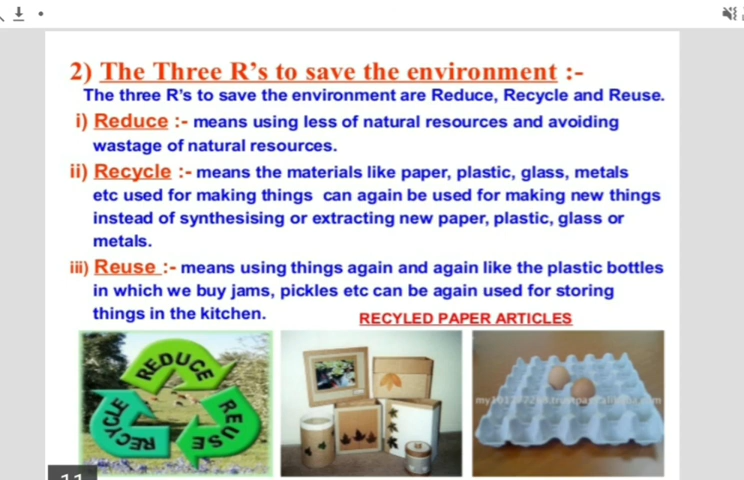 2) The Three R's to save the environment :-
The three R's to save the environment are Reduce, Recycle and Reuse.
i) Reduce :- means using less of natural resources and avoiding
wastage of natural resources.
ii) Recycle :- means the materials like paper, plastic, glass, metals
etc used for making things can again be used for making new things
instead of synthesising or extracting new paper, plastic, glass or
metals.
iii) Reuse :- means using things again and again like the plastic bottles
in which we buy jams, pickles etc can be again used for storing
things in the kitchen.
RECYLED PAPER ARTICLES
REDUCE
REUSE
RECYCLE
11